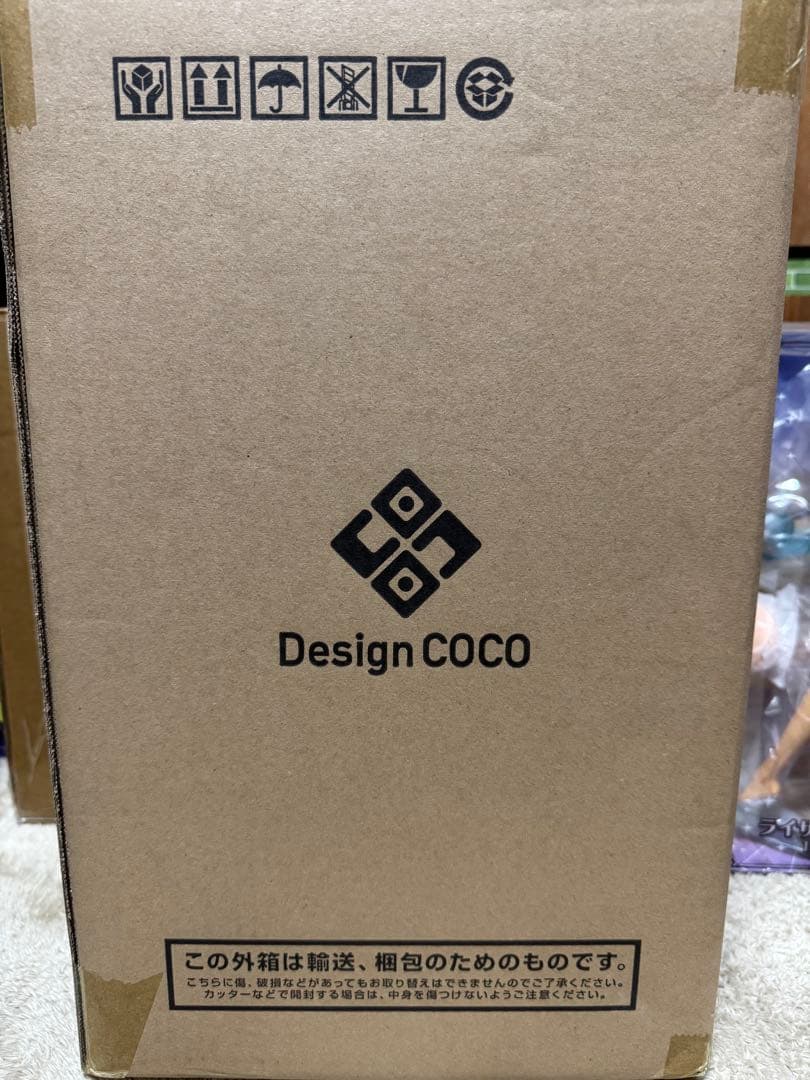 Design COCO
この外箱は輸送、梱包のためのものです。
こちらに傷、破損などがあってもお取り替えはできませんのでご了承ください。
カッターなどで開封する場合は、中身を傷つけないようご注意ください。
ライザ